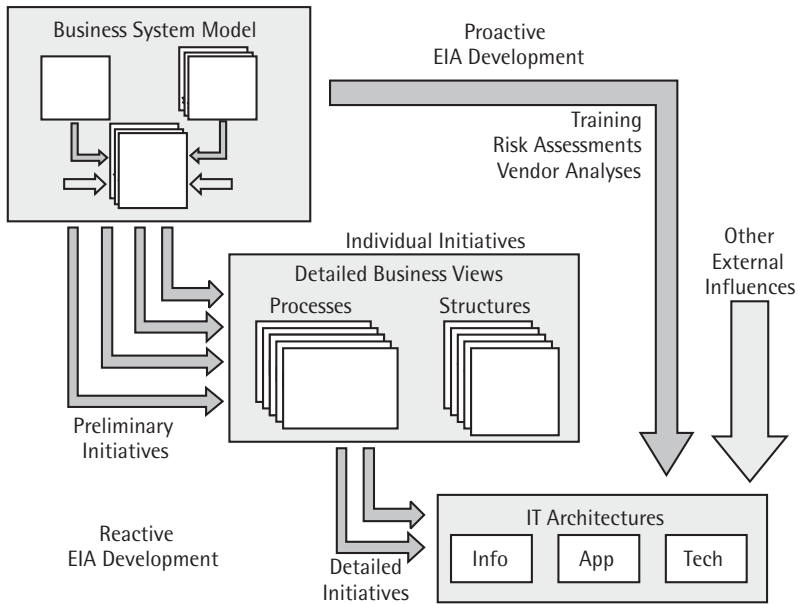 Business System Model
Proactive
EIA Development
Training
Risk Assessments
Vendor Analyses
Other
External
Influences
Individual Initiatives
Detailed Business Views
Processes
Structures
Preliminary
Initiatives
IT Architectures
Info
App
Tech
Reactive
EIA Development
Detailed
Initiatives